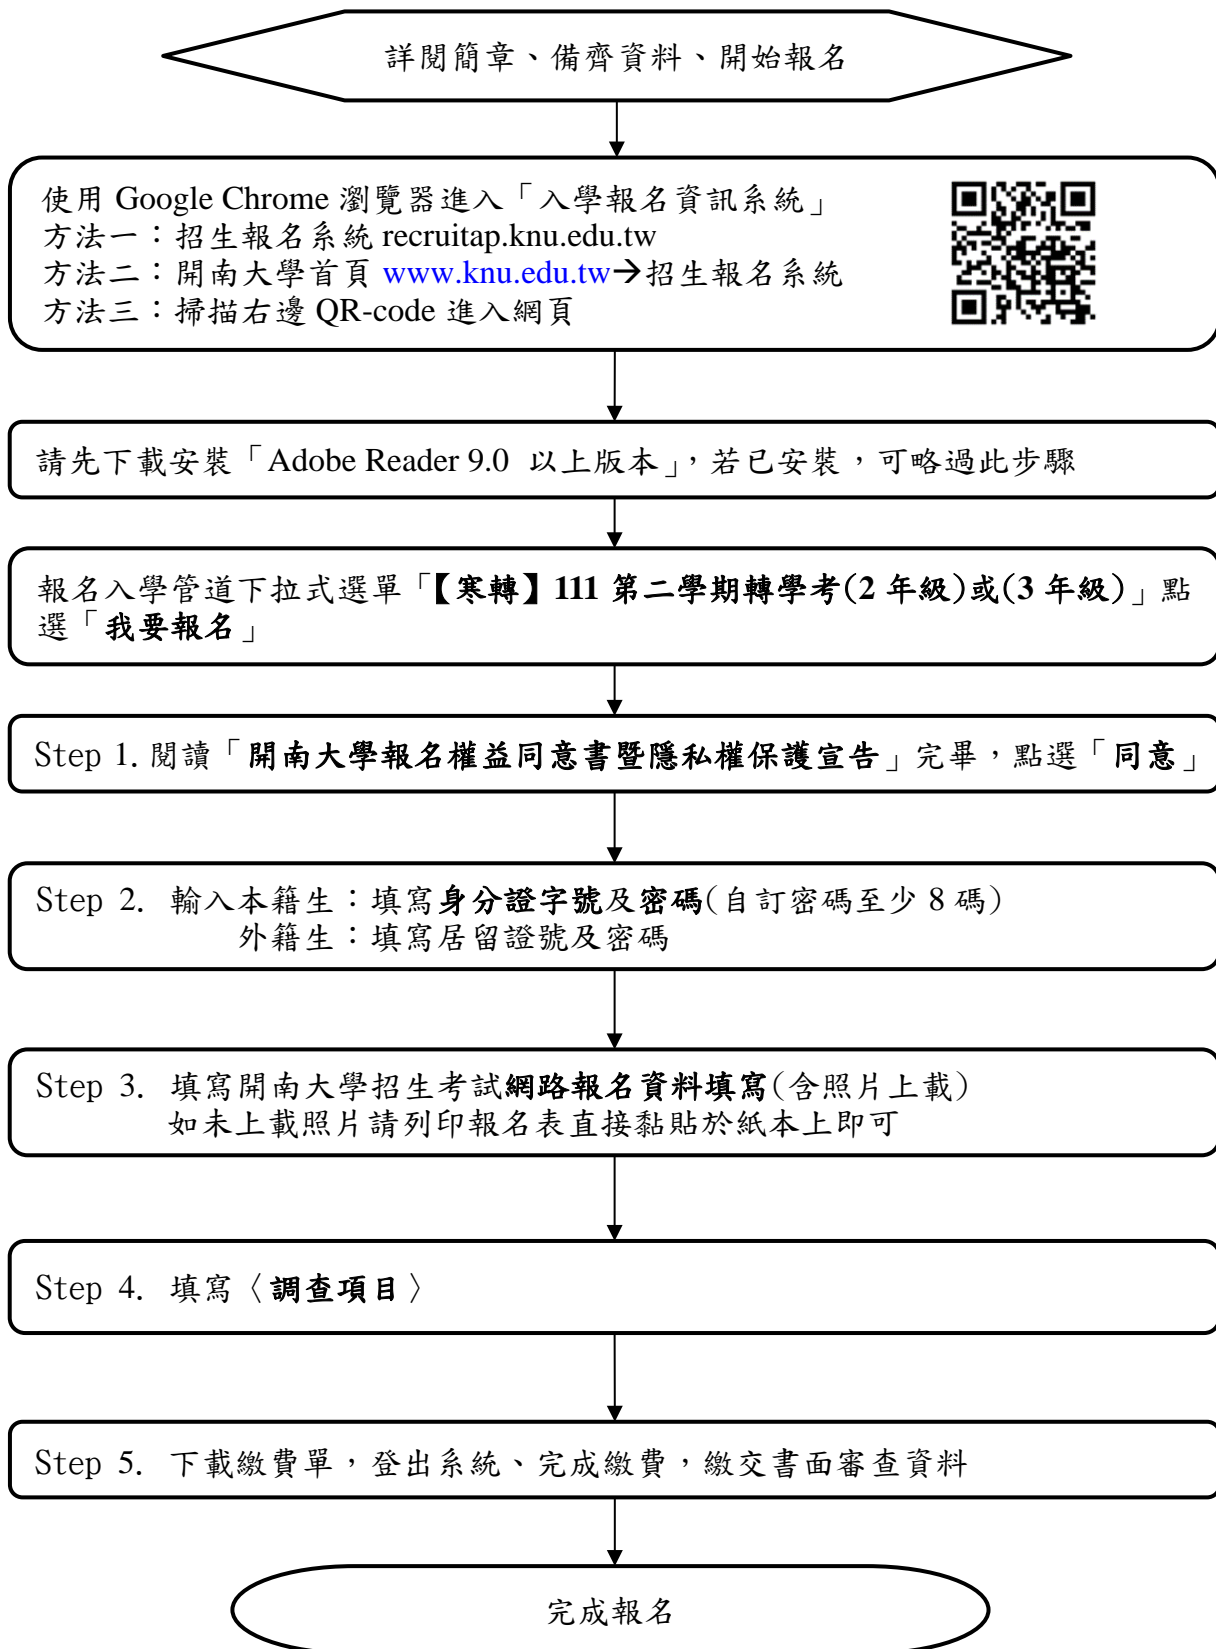 詳閱簡章、備齊資料、開始報名
使用 Google Chrome 瀏覽器進入「入學報名資訊系統」
方法一：招生報名系統 recruitap.knu.edu.tw
方法二：開南大學首頁 www.knu.edu.tw→招生報名系統
方法三：掃描右邊 QR-code 進入網頁
請先下載安裝「Adobe Reader 9.0 以上版本」，若已安裝，可略過此步驟
報名入學管道下拉式選單「【寒轉】111 第二學期轉學考(2 年級)或(3 年級)」點
選「我要報名」
Step 1. 閱讀「開南大學報名權益同意書暨隱私權保護宣告」完畢，點選「同意」
Step 2. 輸入本籍生：填寫身分證字號及密碼(自訂密碼至少 8 碼)
外籍生：填寫居留證號及密碼
Step 3. 填寫開南大學招生考試網路報名資料填寫(含照片上載)
如未上載照片請列印報名表直接黏貼於紙本上即可
Step 4. 填寫〈調查項目〉
Step 5. 下載繳費單，登出系統、完成繳費，繳交書面審查資料
完成報名